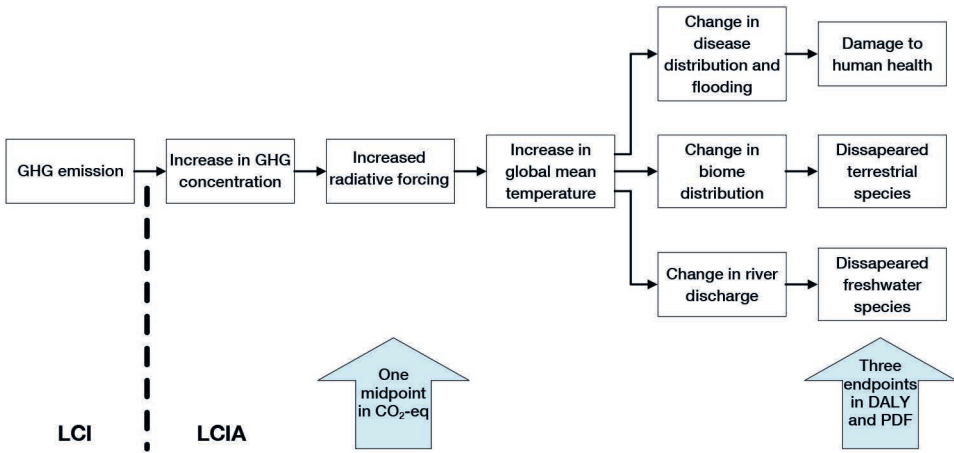 GHG emission
Increase in GHG
concentration
Increased
radiative forcing
Increase in
global mean
temperature
Change in
disease
distribution and
flooding
Damage to
human health
Change in
biome
distribution
Dissapeared
terrestrial
species
Change in river
discharge
Dissapeared
freshwater
species
One
midpoint
in CO₂-eq
Three
endpoints
in DALY
and PDF
LCI
LCIA